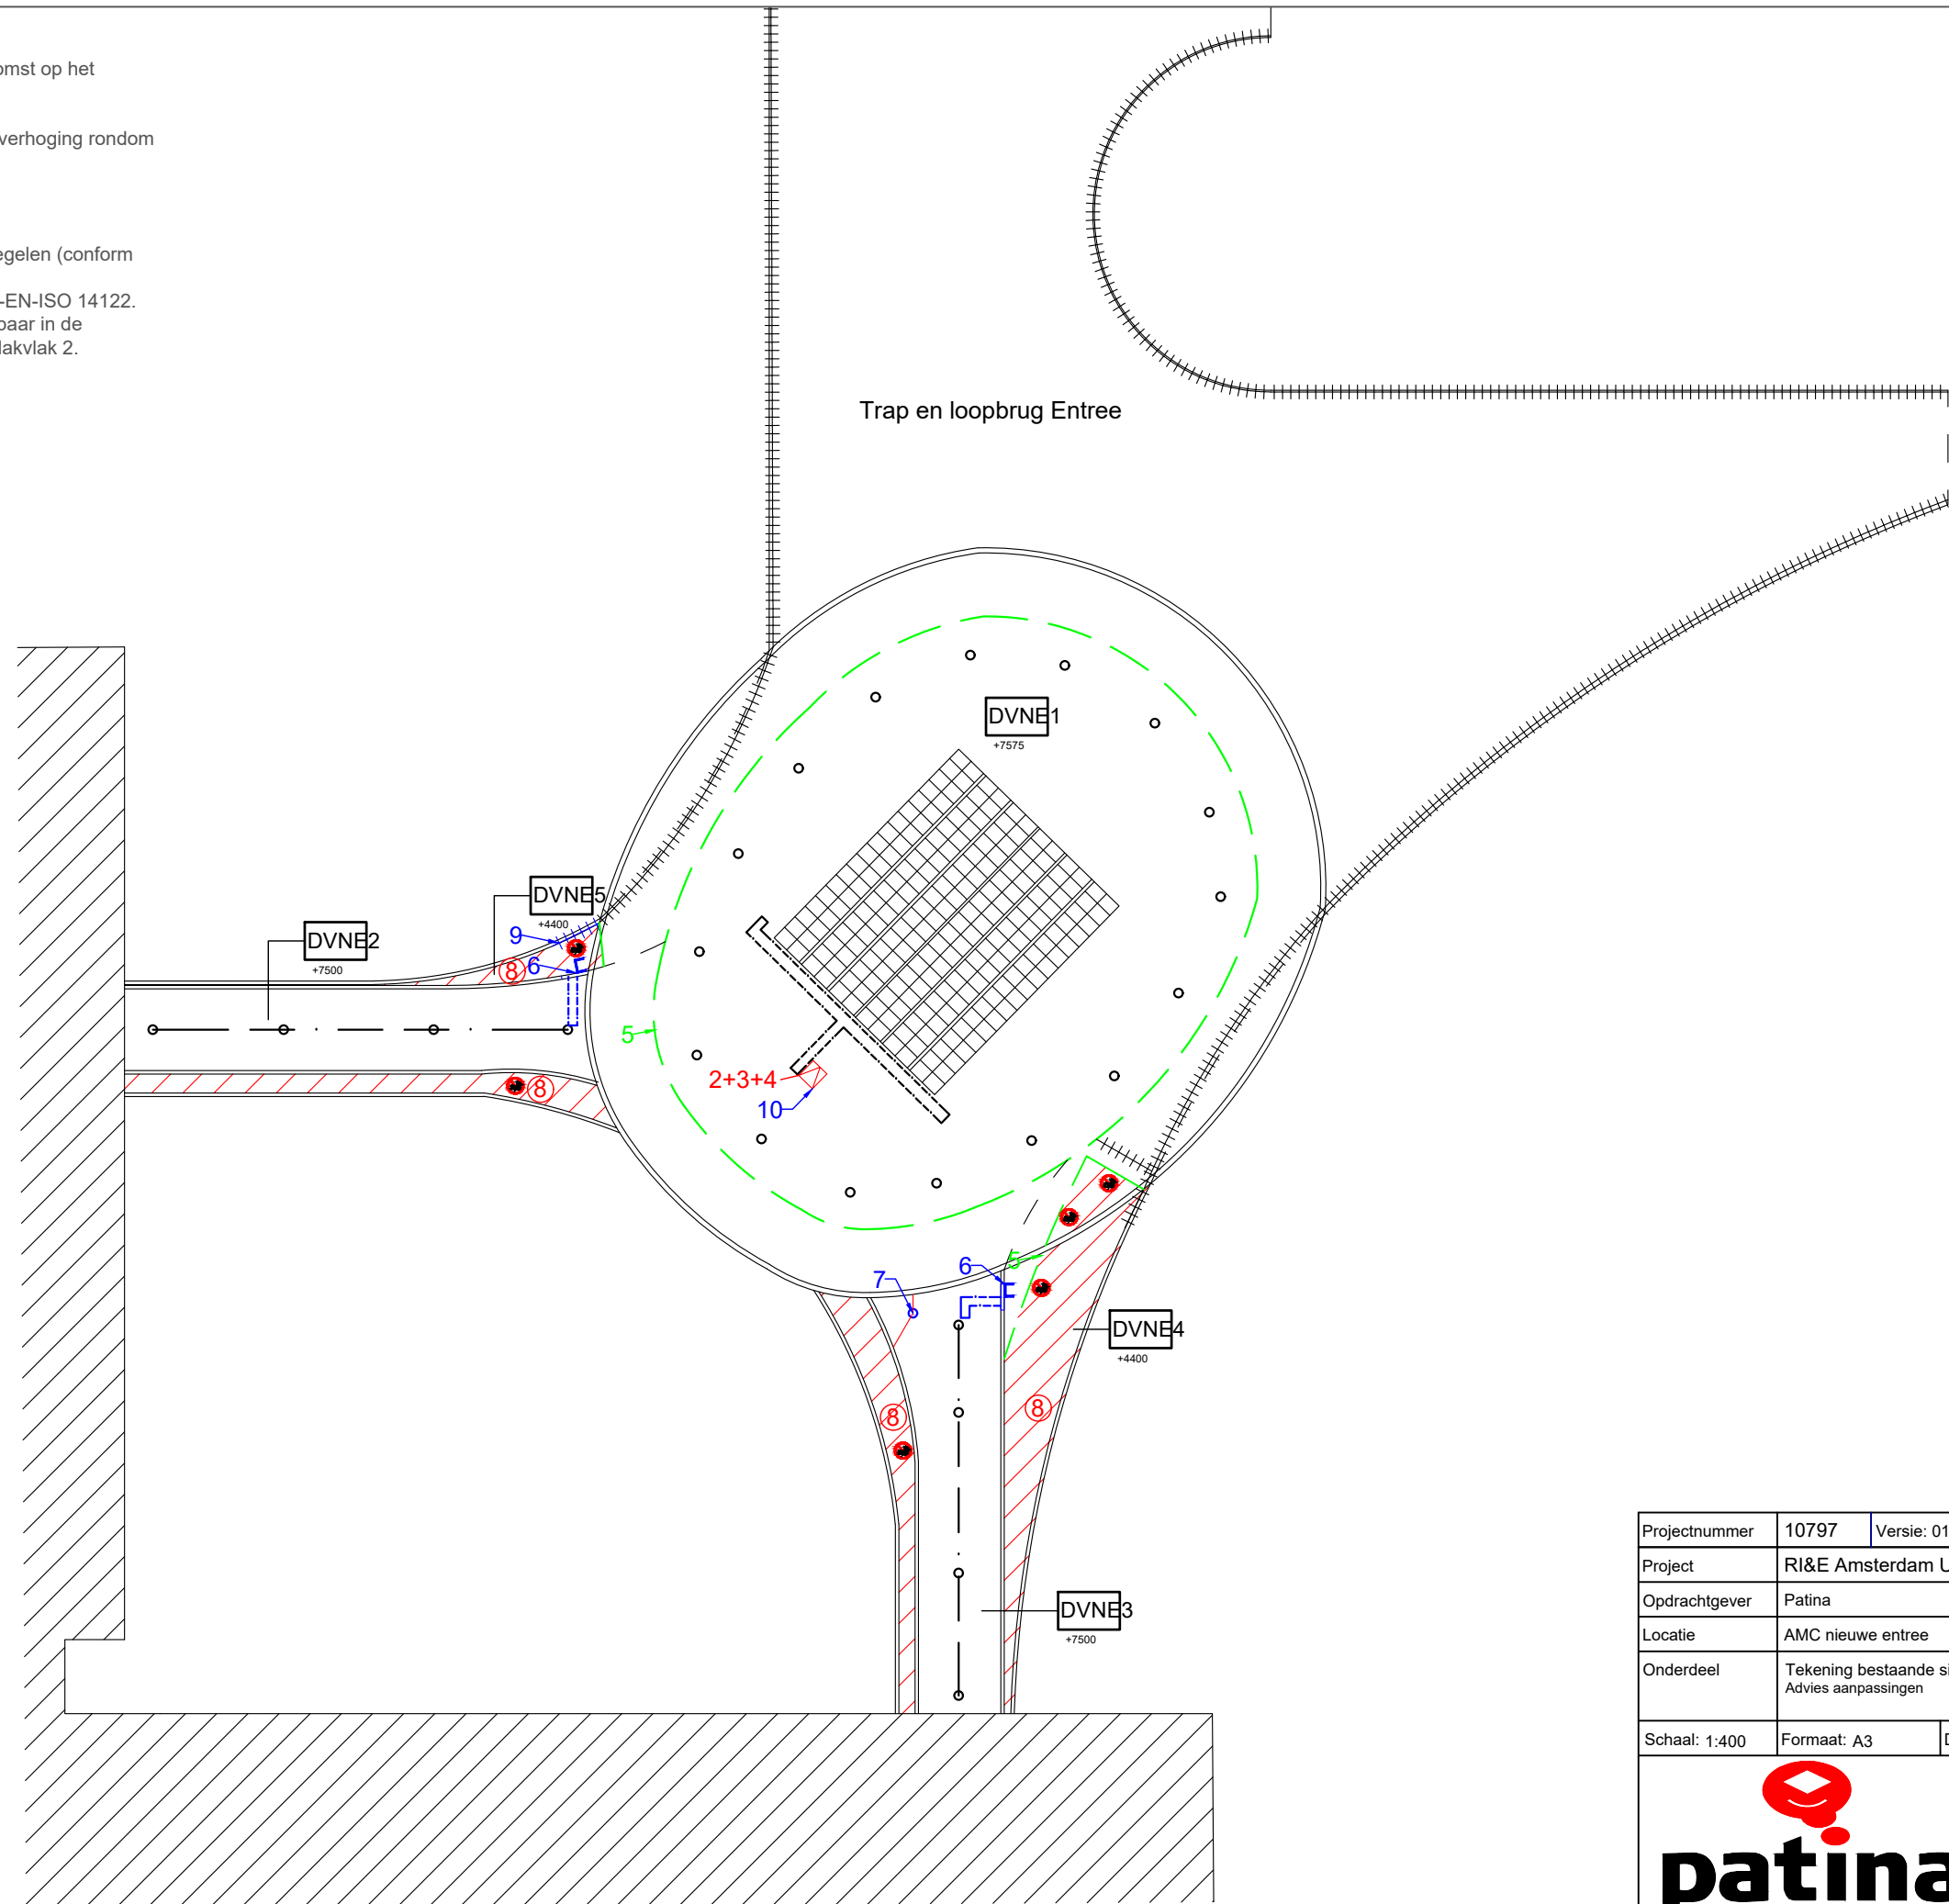 omst op het
verhoging rondom
egelen (conform
-EN-ISO 14122.
baar in de
lakvlak 2.
Trap en loopbrug Entree
DVNE1
+7575
DVNE5
+4400
DVNE2
+7500
9
6
8
5
8
2+3+4
10
5
6
7
DVNE4
+4400
8
8
DVNE3
+7500
Projectnummer 10797 Versie: 01
Project RI&E Amsterdam U
Opdrachtgever Patina
Locatie AMC nieuwe entree
Onderdeel Tekening bestaande si
Advies aanpassingen
Schaal: 1:400 Formaat: A3 D
patina